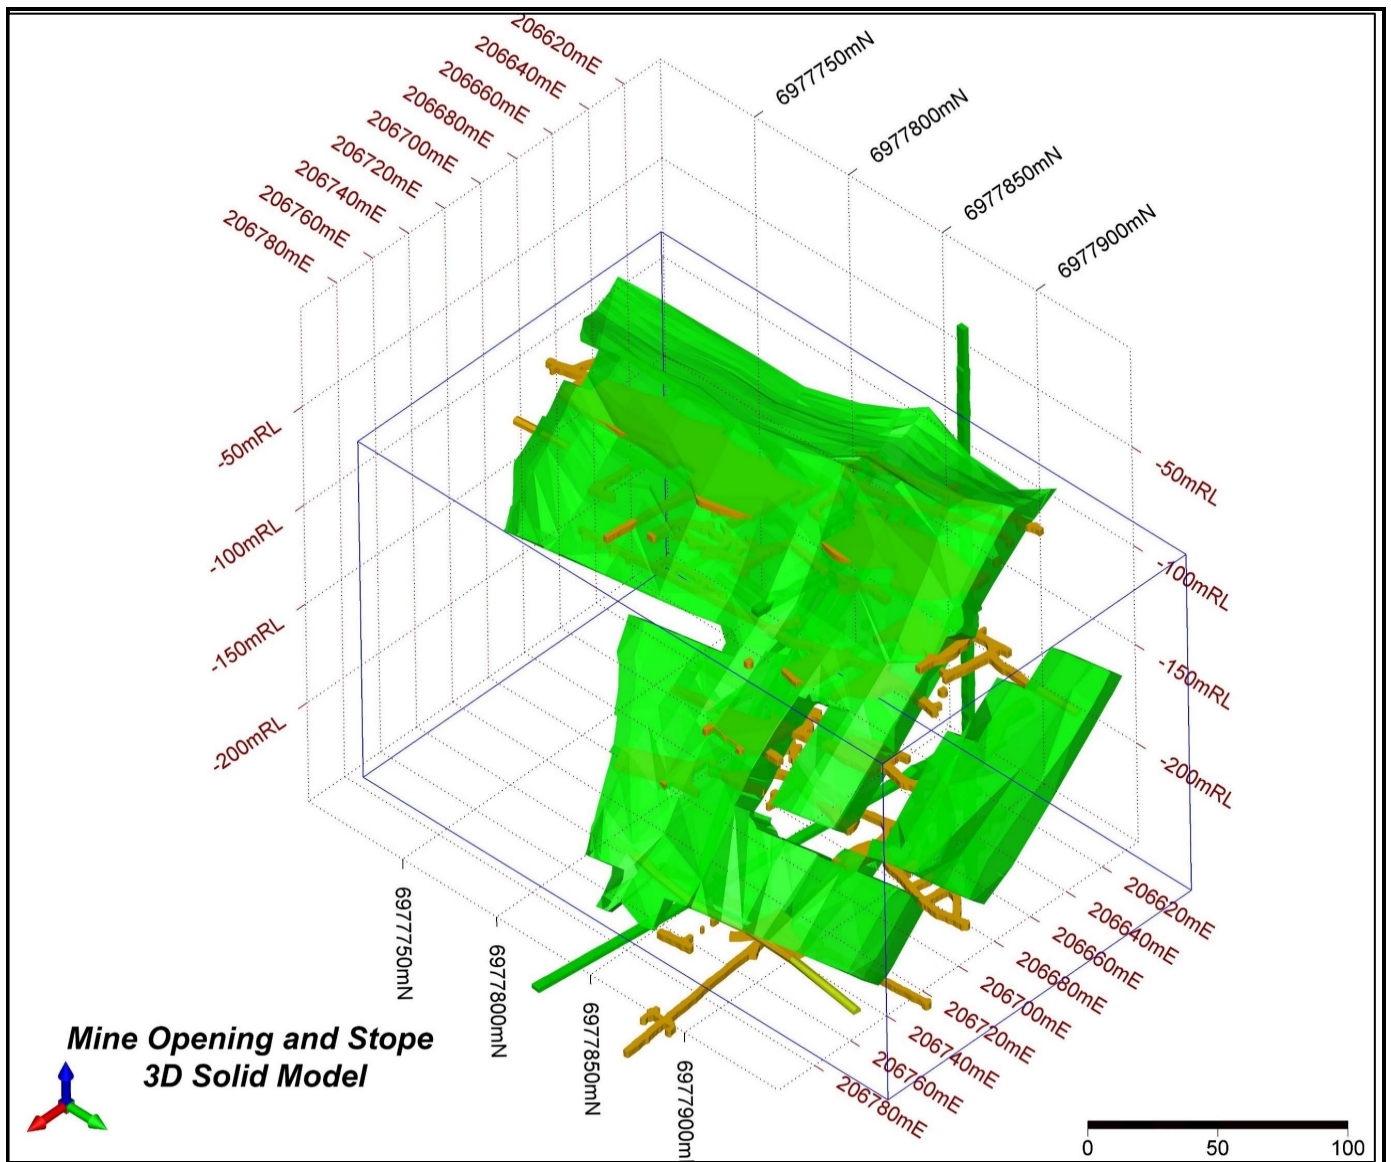 206620mE
206640mE
206660mE
206680mE
206700mE
206720mE
206740mE
206760mE
206780mE
6977750mN
6977800mN
6977850mN
6977900mN
-50mRL
-100mRL
-150mRL
-200mRL
-50mRL
-100mRL
-150mRL
-200mRL
206620mE
206640mE
206660mE
206680mE
206700mE
206720mE
206740mE
206760mE
206780mE
6977750mN
6977800mN
6977850mN
6977900m
Mine Opening and Stope
3D Solid Model
0 50 100